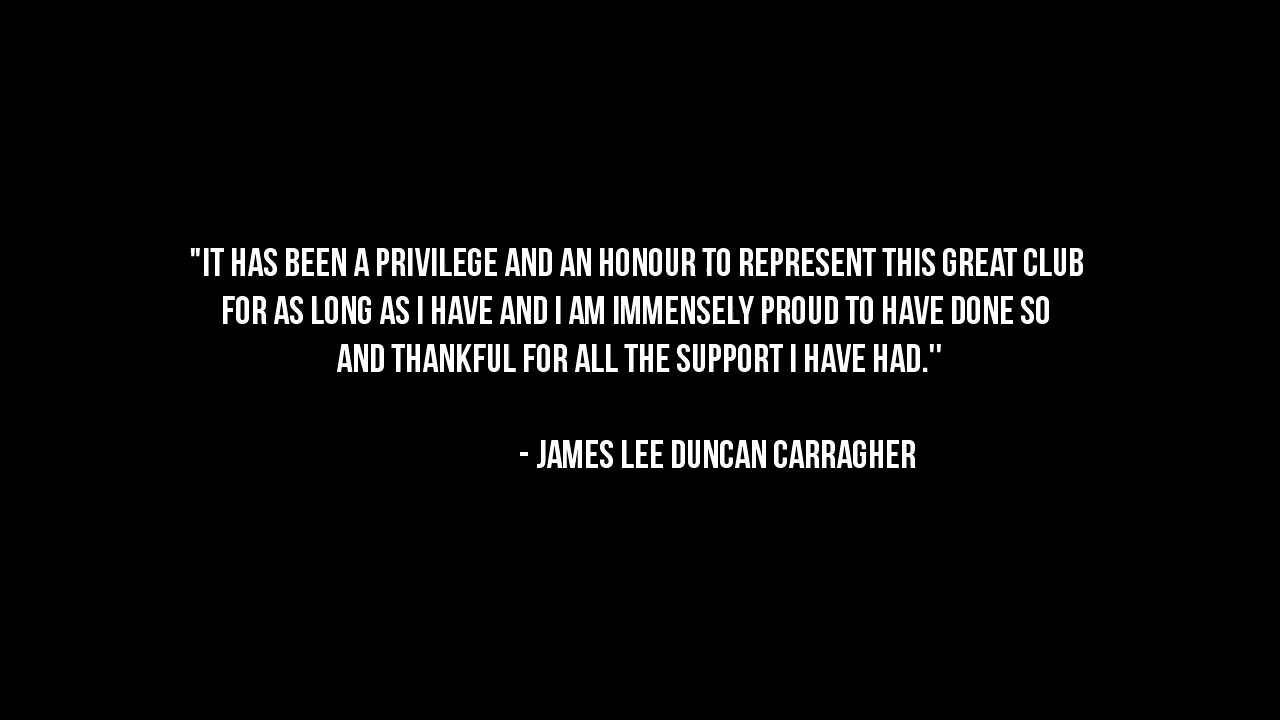 "IT HAS BEEN A PRIVILEGE AND AN HONOUR TO REPRESENT THIS GREAT CLUB
FOR AS LONG AS I HAVE AND I AM IMMENSELY PROUD TO HAVE DONE SO
AND THANKFUL FOR ALL THE SUPPORT I HAVE HAD."
- JAMES LEE DUNCAN CARRAGHER